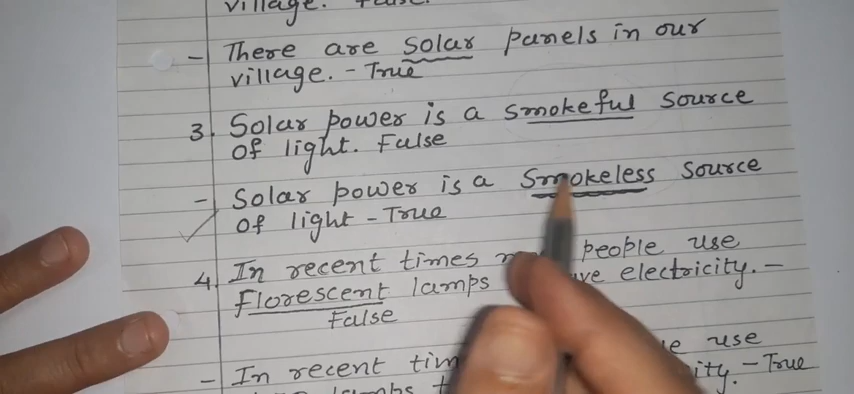 village. False.
- There are solar panels in our
village. - True
3. Solar power is a smokeful source
of light. False
- Solar power is a smokeless source
of light - True
4. In recent times people use
florescent lamps electricity. -
False
- In recent use
- True